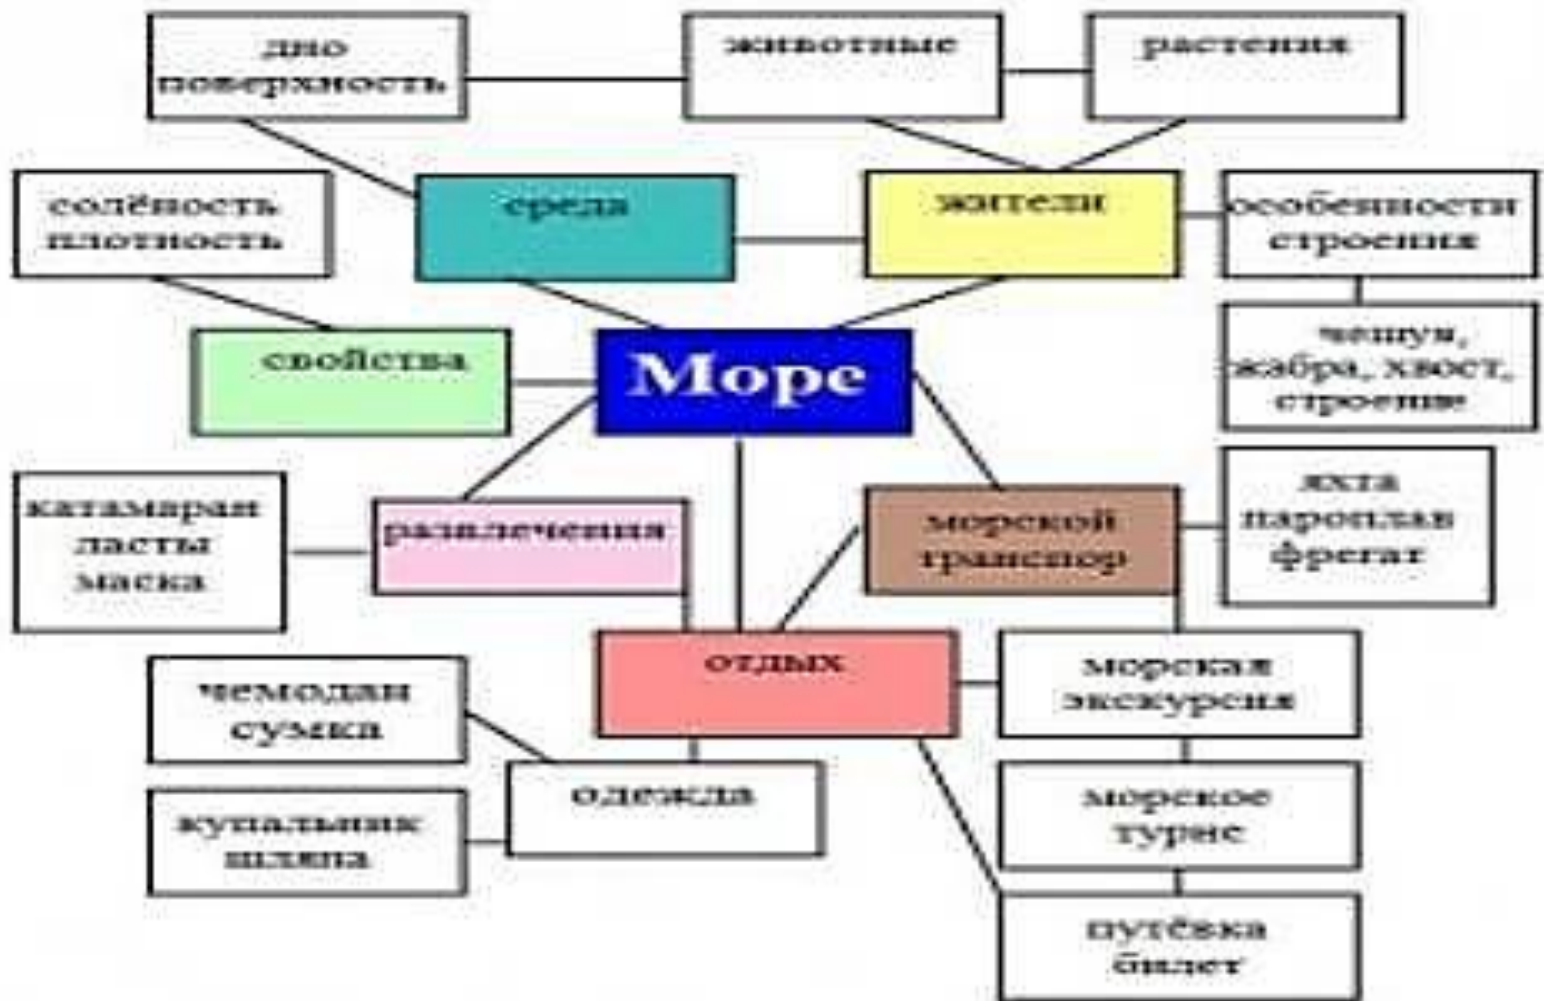 дно
поверхность
животные
растения
солёность
плотность
среда
жители
особенности
строения
свойства
Море
чешуя,
жабра, хвост,
строение
катамаран
ласты
маска
развлечения
морской
транспор
яхта
пароплав
фрегат
отдых
морская
экскурсия
чемодан
сумка
одежда
морское
турне
купальник
шляпа
путёвка
билет